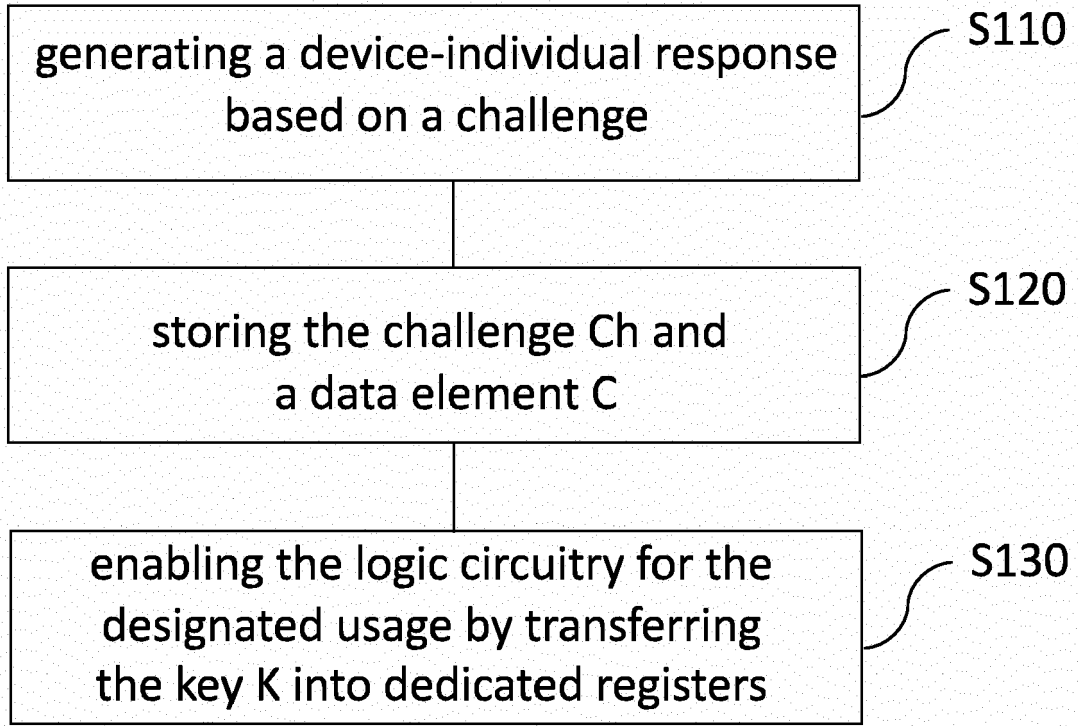 generating a device-individual response
based on a challenge
S110
storing the challenge Ch and
a data element C
S120
enabling the logic circuitry for the
designated usage by transferring
the key K into dedicated registers
S130